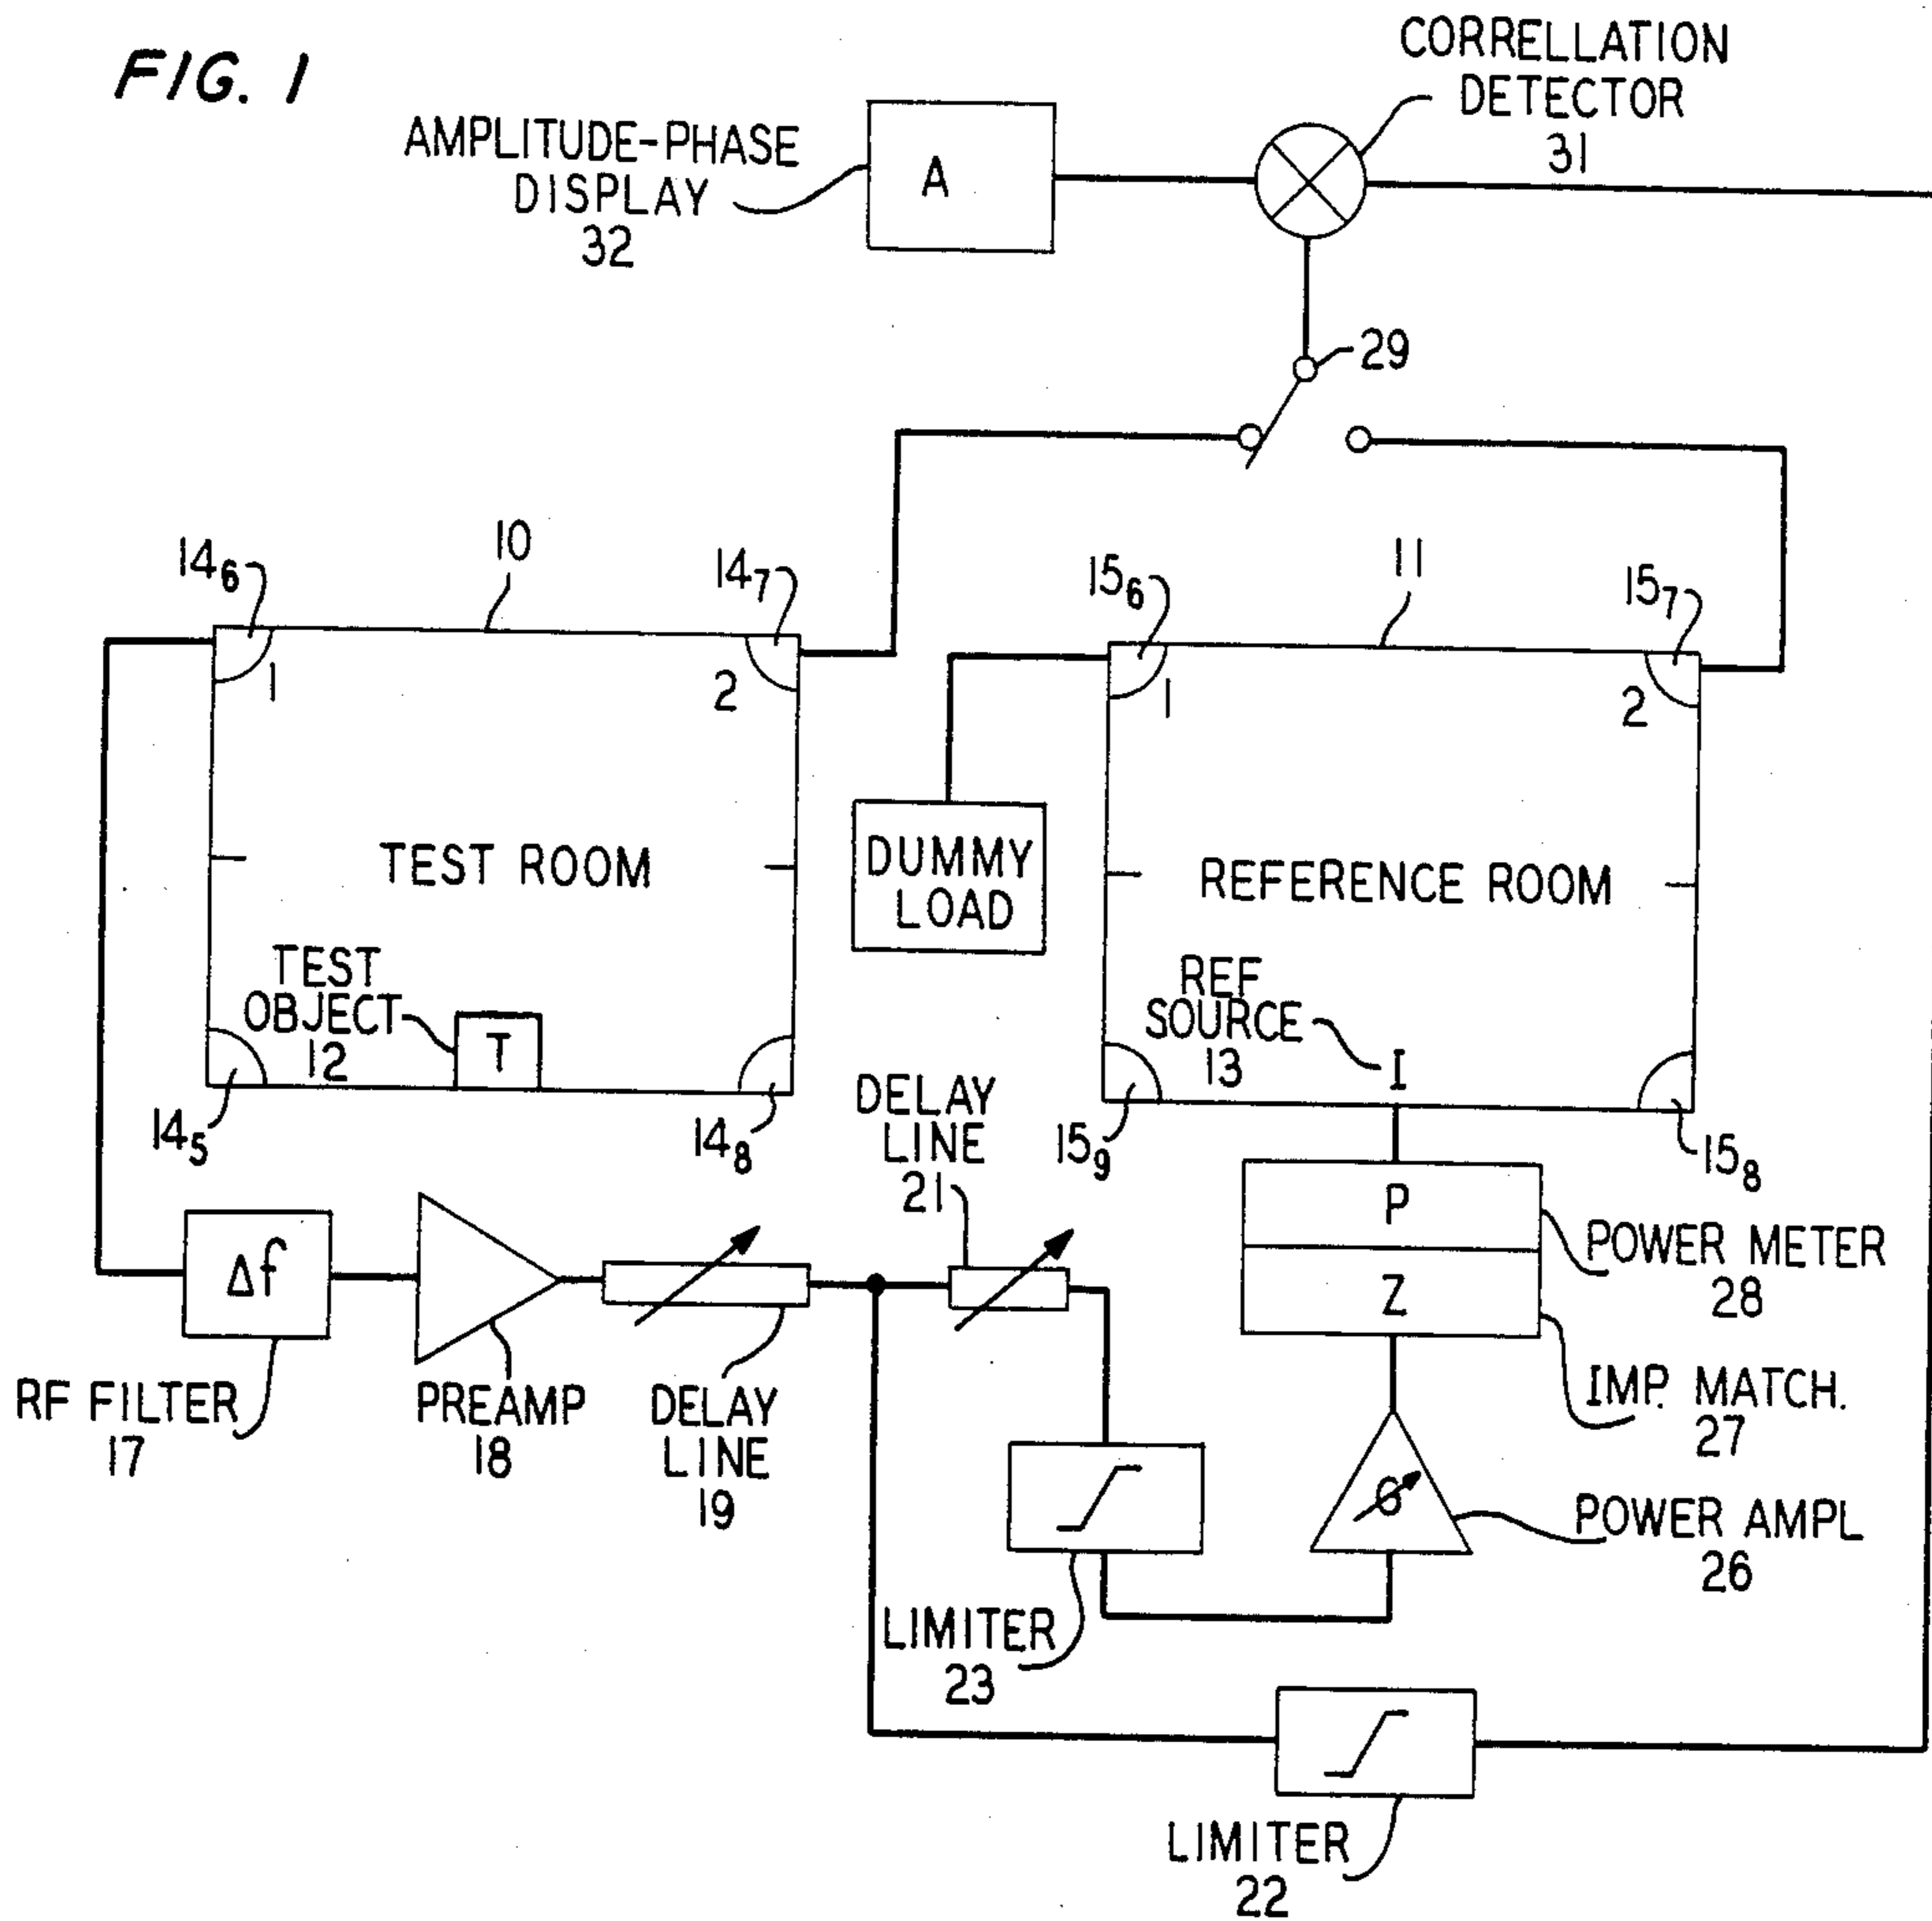 FIG. 1
CORRELLATION
DETECTOR
31
AMPLITUDE-PHASE
DISPLAY
32
A
29
14₆
10
14₇
15₆
11
15₇
1
2
1
2
TEST ROOM
DUMMY
LOAD
REFERENCE ROOM
TEST
OBJECT
12
T
REF
SOURCE
13
I
14₅
14₈
DELAY
LINE
21
15₉
15₈
P
Z
POWER METER
28
Δf
RF FILTER
17
PREAMP
18
DELAY
LINE
19
IMP. MATCH.
27
G
POWER AMPL
26
LIMITER
23
LIMITER
22